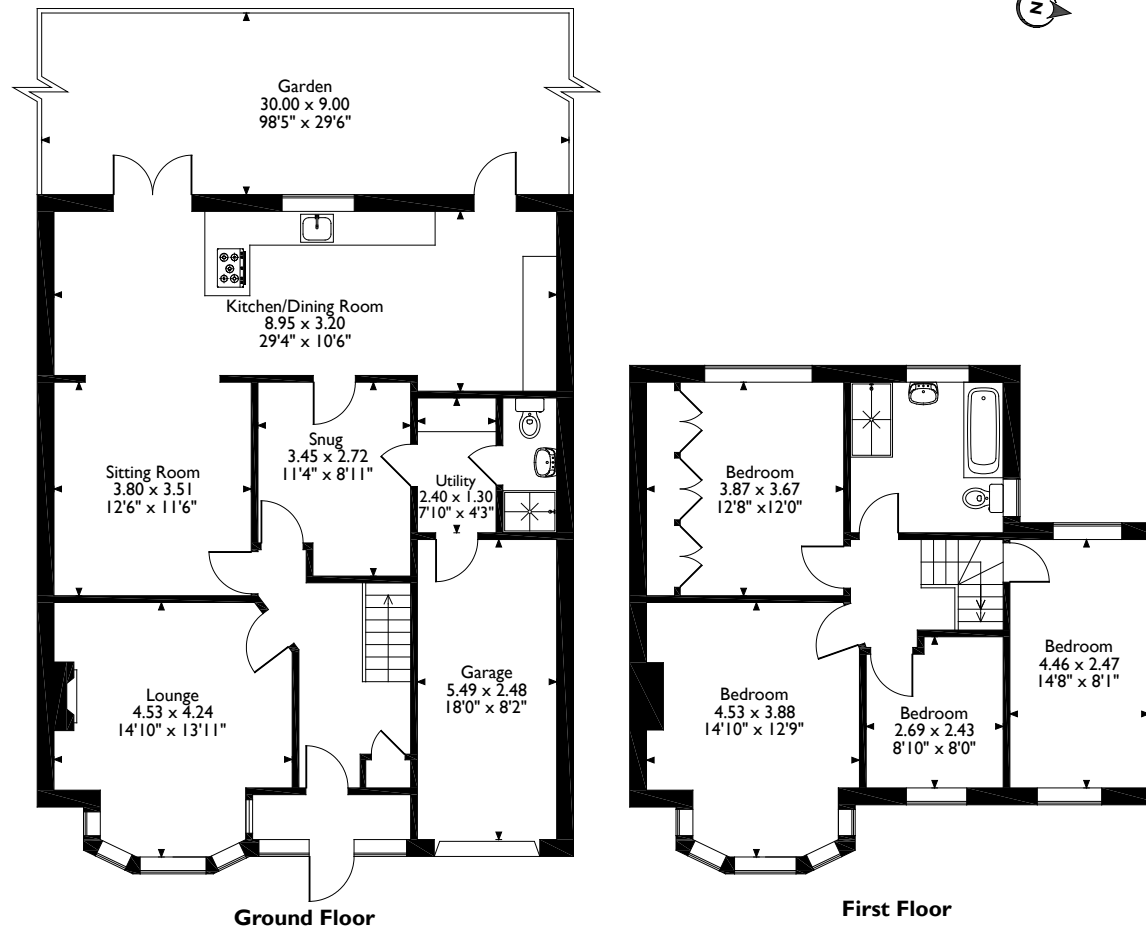 N
Garden
30.00 x 9.00
98'5" x 29'6"
Kitchen/Dining Room
8.95 x 3.20
29'4" x 10'6"
Snug
3.45 x 2.72
11'4" x 8'11"
Sitting Room
3.80 x 3.51
12'6" x 11'6"
Utility
2.40 x 1.30
7'10" x 4'3"
Lounge
4.53 x 4.24
14'10" x 13'11"
Garage
5.49 x 2.48
18'0" x 8'2"
Ground Floor
Bedroom
3.87 x 3.67
12'8" x12'0"
Bedroom
4.53 x 3.88
14'10" x 12'9"
Bedroom
2.69 x 2.43
8'10" x 8'0"
Bedroom
4.46 x 2.47
14'8" x 8'1"
First Floor